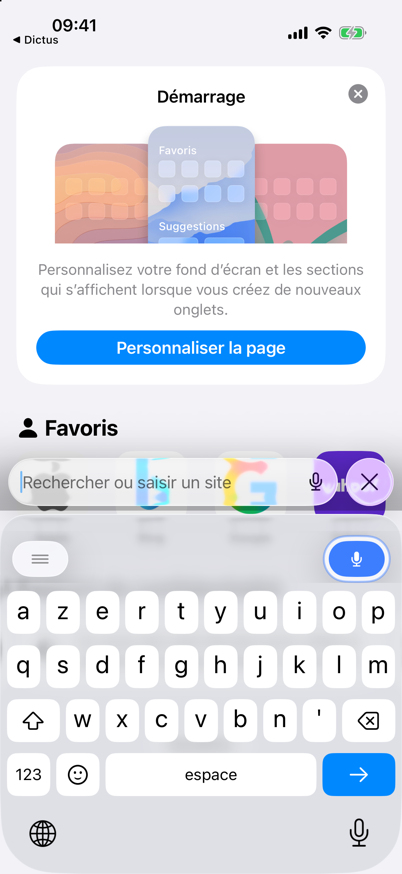 09:41
◀ Dictus
Démarrage
Favoris
Suggestions
Personnalisez votre fond d'écran et les sections
qui s'affichent lorsque vous créez de nouveaux
onglets.
Personnaliser la page
Favoris
Rechercher ou saisir un site
a z e r t y u i o p
q s d f g h j k l m
w x c v b n '
123 espace